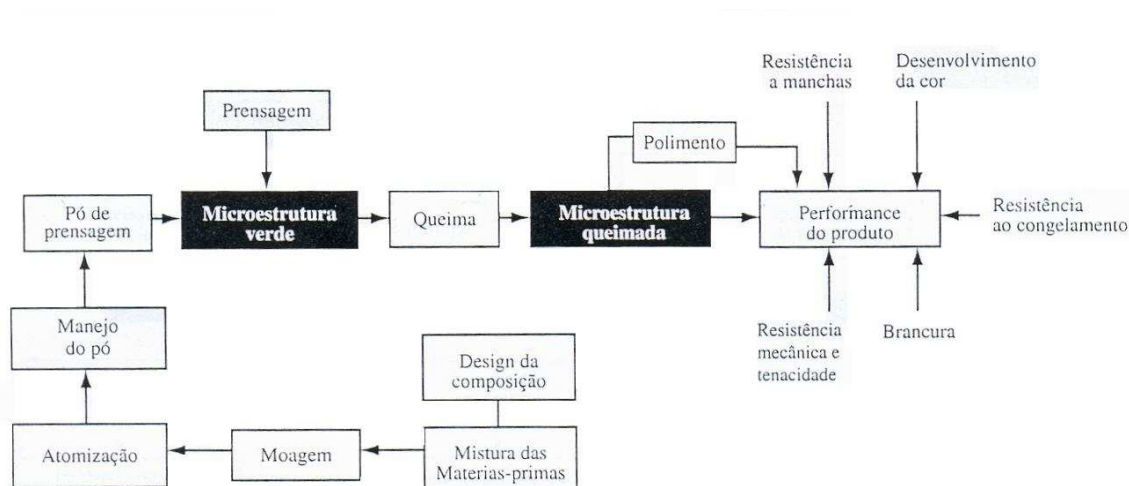 Resistência
a manchas
Desenvolvimento
da cor
Prensagem
Polimento
Pó de
prensagem
Microestrutura
verde
Queima
Microestrutura
queimada
Performance
do produto
Resistência
ao congelamento
Manejo
do pó
Resistência
mecânica e
tenacidade
Brancura
Design da
composição
Atomização
Moagem
Mistura das
Materias-primas